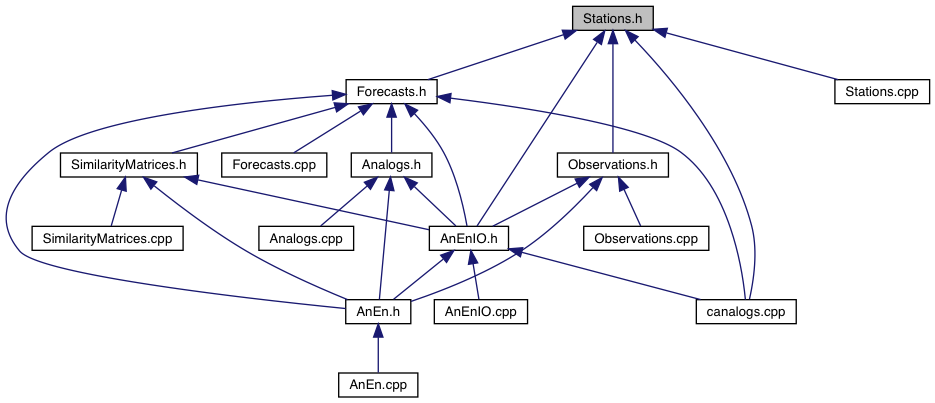 Stations.h
Forecasts.h
Stations.cpp
SimilarityMatrices.h
Forecasts.cpp
Analogs.h
Observations.h
SimilarityMatrices.cpp
Analogs.cpp
AnEnIO.h
Observations.cpp
AnEn.h
AnEnIO.cpp
canalogs.cpp
AnEn.cpp